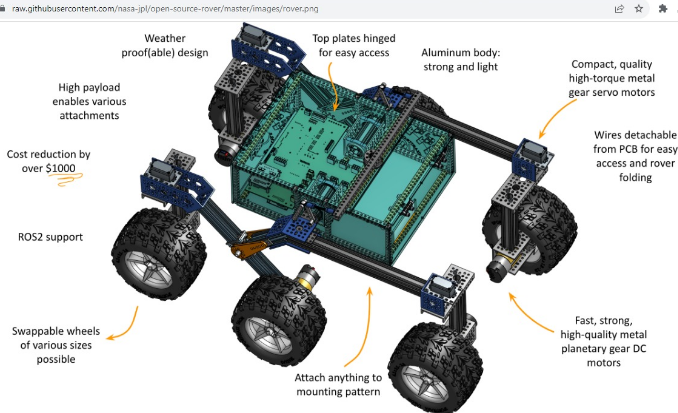 raw.githubusercontent.com/nasa-jpl/open-source-rover/master/images/rover.png
Weather
proof(able) design
Top plates hinged
for easy access
Aluminum body:
strong and light
Compact, quality
high-torque metal
gear servo motors
High payload
enables various
attachments
Wires detachable
from PCB for easy
access and rover
folding
Cost reduction by
over $1000
ROS2 support
Swappable wheels
of various sizes
possible
Attach anything to
mounting pattern
Fast, strong,
high-quality metal
planetary gear DC
motors